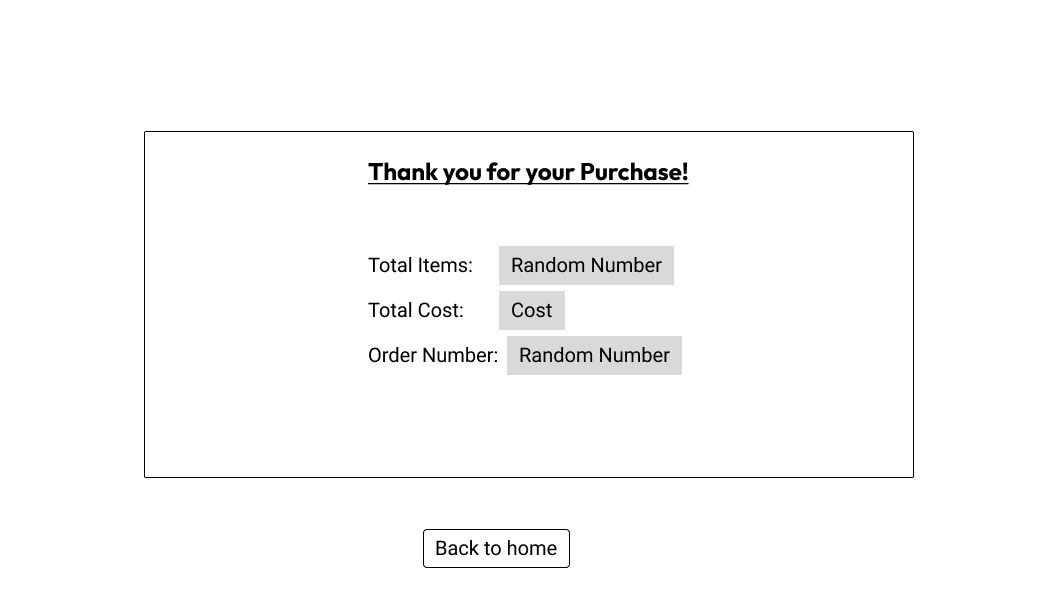 Thank you for your Purchase!
Total Items: Random Number
Total Cost: Cost
Order Number: Random Number
Back to home